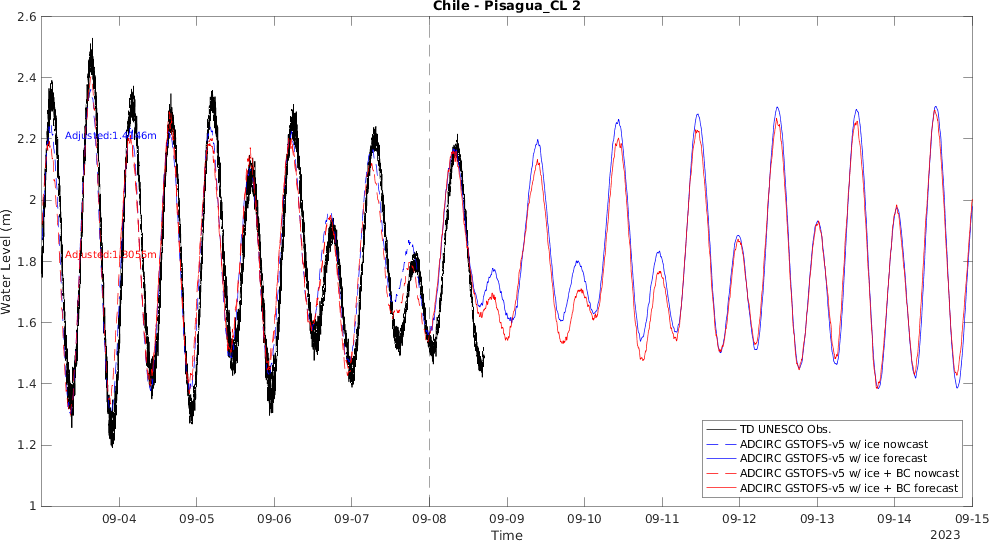 Chile - Pisagua_CL 2
2.6
2.4
2.2
2
1.8
1.6
1.4
1.2
1
Water Level (m)
TD UNESCO Obs.
ADCIRC GSTOFS-v5 w/ ice nowcast
ADCIRC GSTOFS-v5 w/ ice forecast
ADCIRC GSTOFS-v5 w/ ice + BC nowcast
ADCIRC GSTOFS-v5 w/ ice + BC forecast
09-04 09-05 09-06 09-07 09-08 09-09 09-10 09-11 09-12 09-13 09-14 09-15
Time
2023